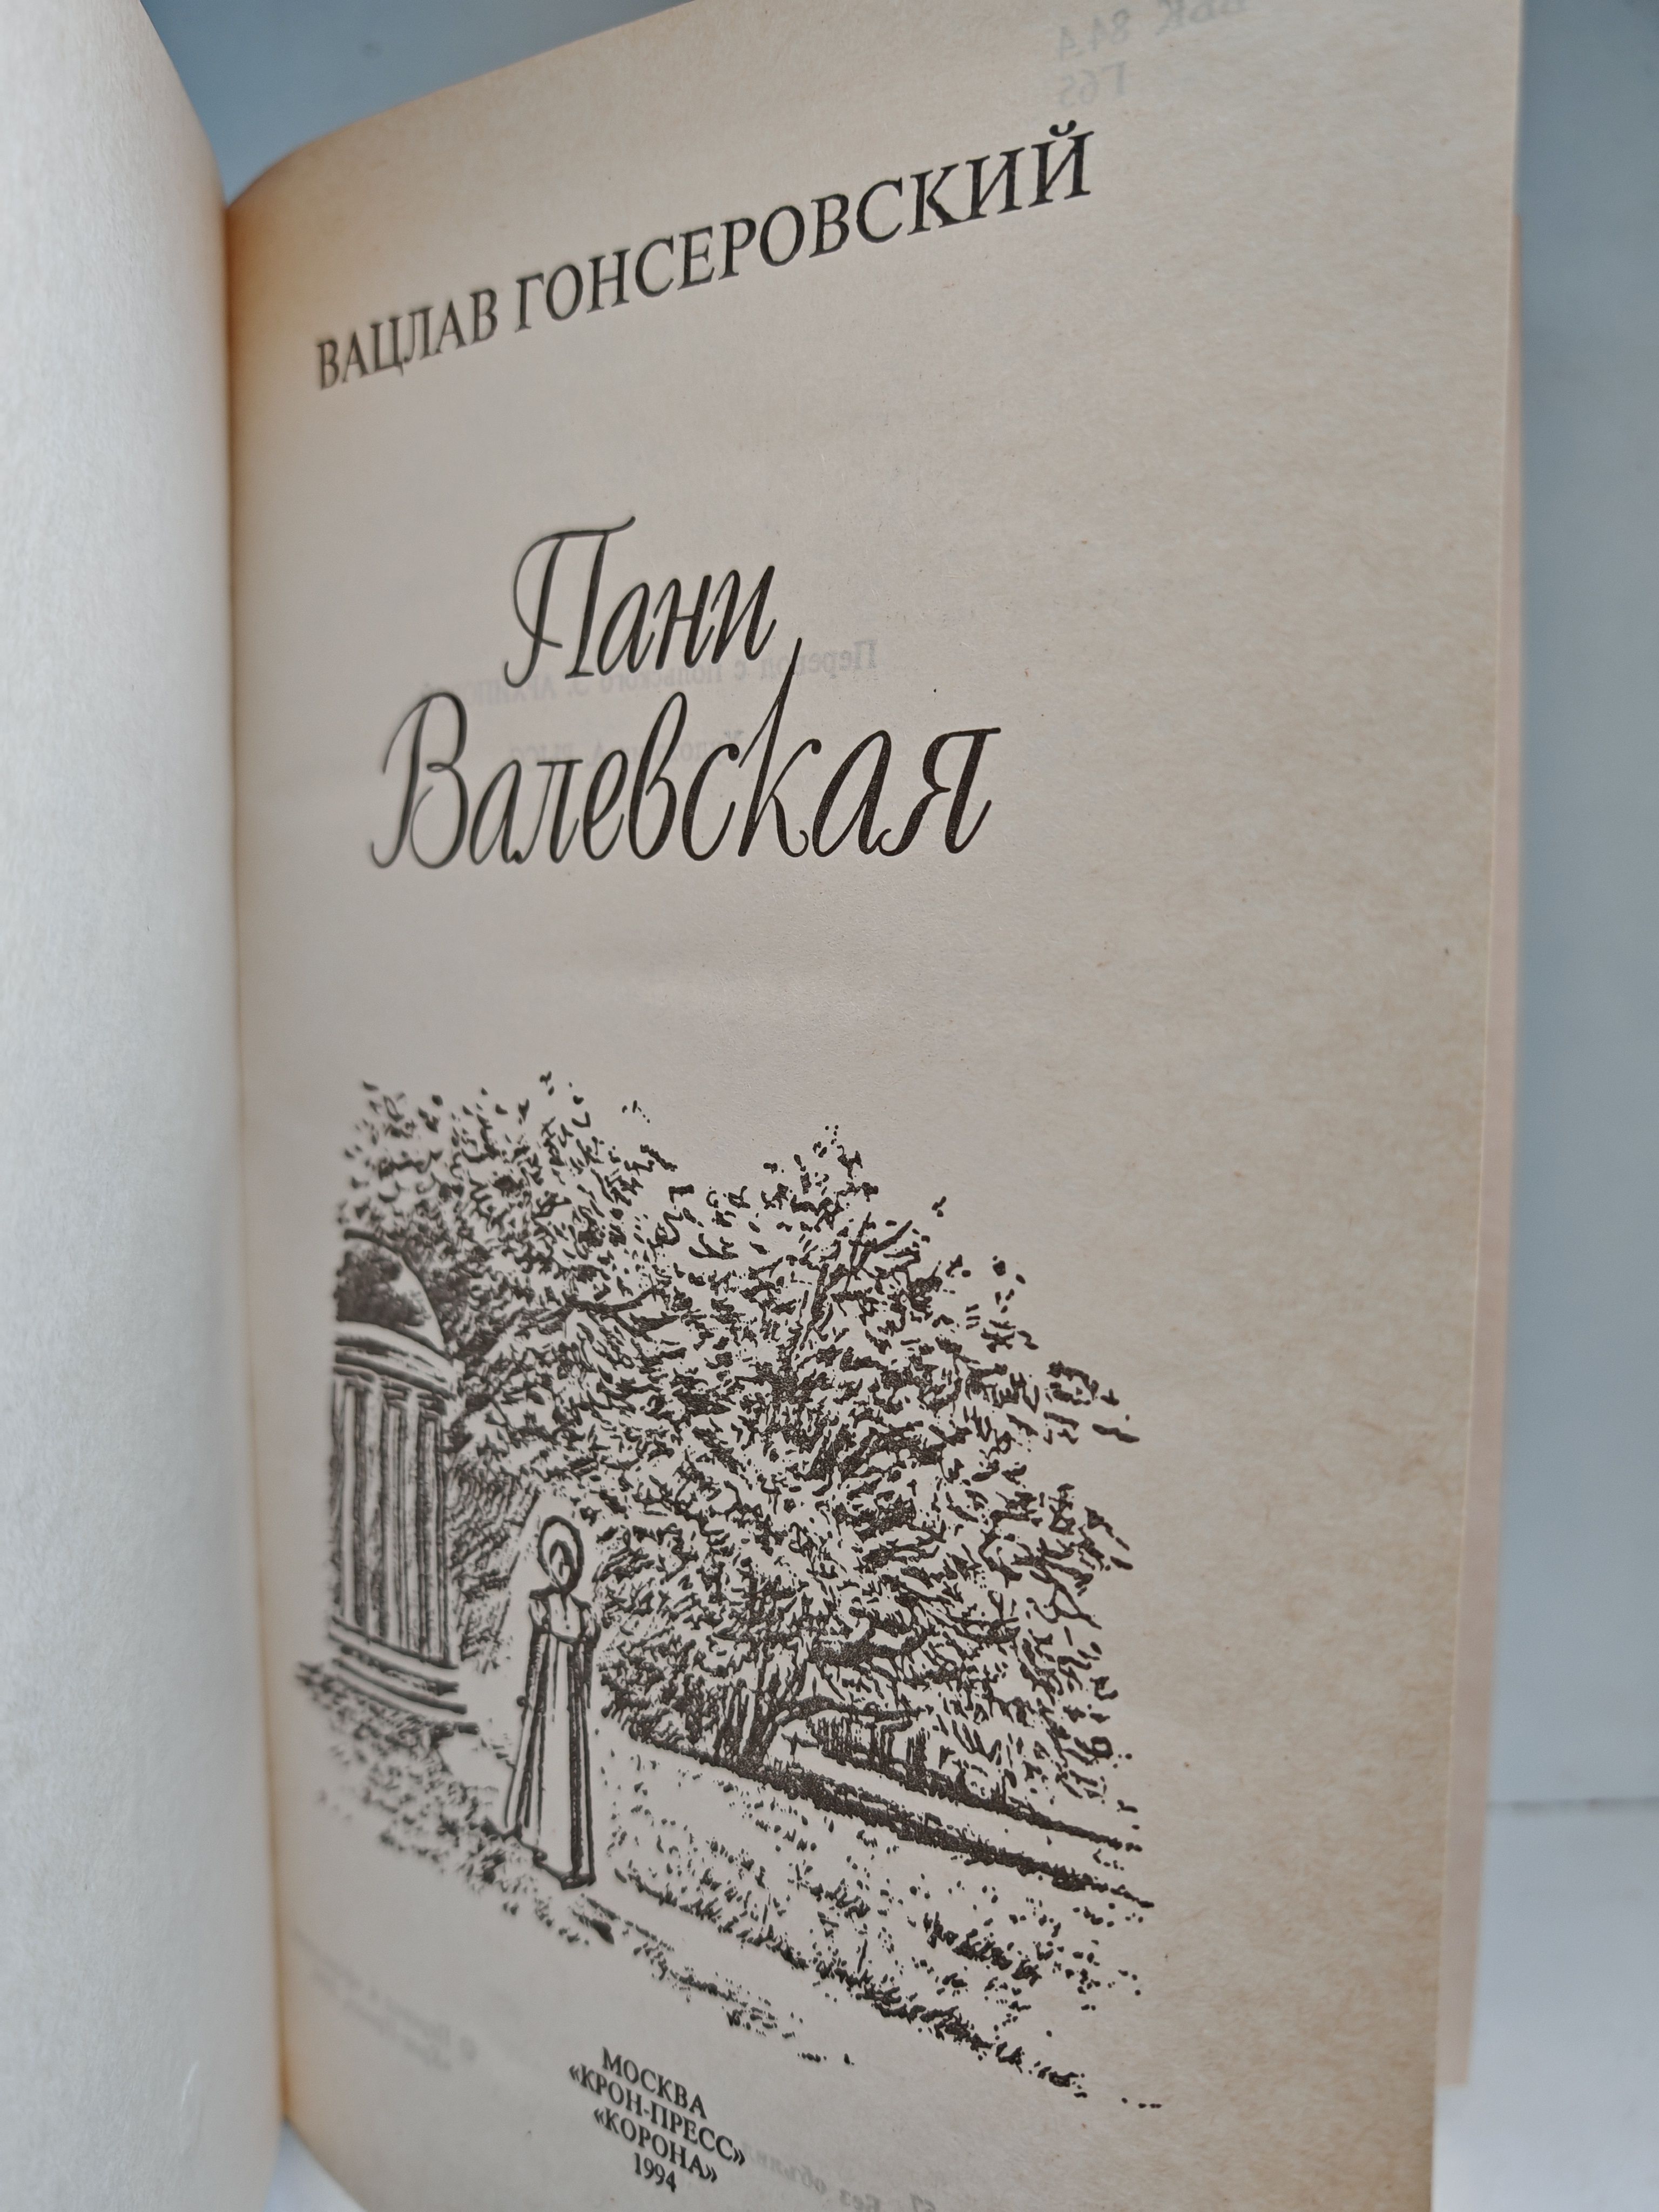 ВАЦЛАВ ГОНСЕРОВСКИЙ
Пани
Валевская
МОСКВА
«КРОН-ПРЕСС»
«КОРОНА»
1994